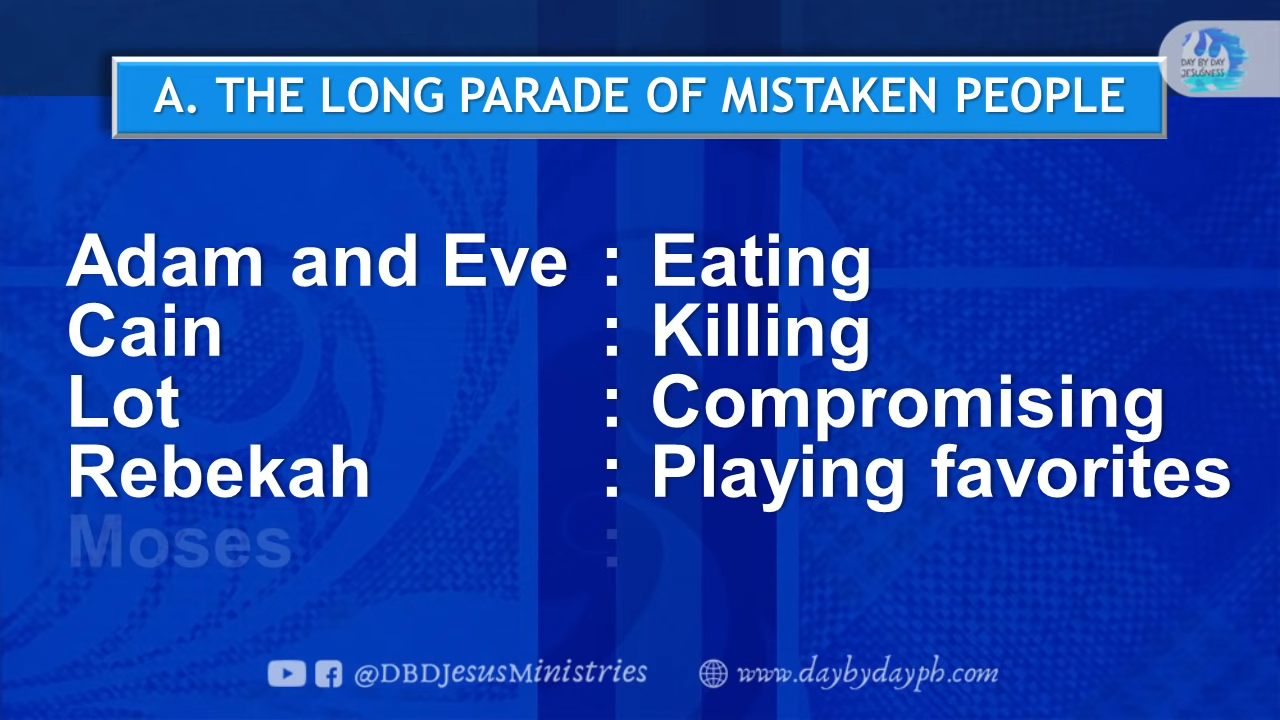 A. THE LONG PARADE OF MISTAKEN PEOPLE
DAY BY DAY
JESUSNESS
Adam and Eve : Eating
Cain : Killing
Lot : Compromising
Rebekah : Playing favorites
Moses :
@DBDJesusMinistries www.daybydayph.com